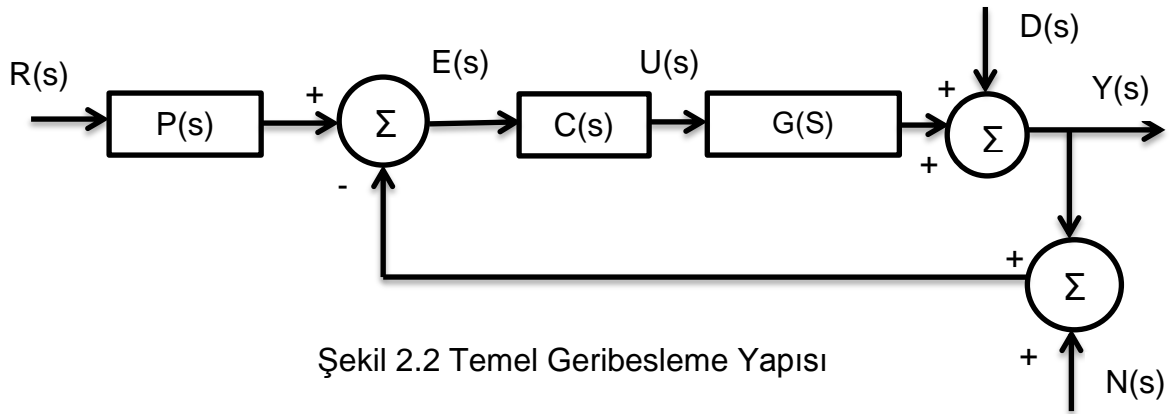 D(s)
R(s)
E(s)
U(s)
Y(s)
+
+
P(s)
Σ
C(s)
G(S)
Σ
+
-
+
Σ
Şekil 2.2 Temel Geribesleme Yapısı
+
N(s)